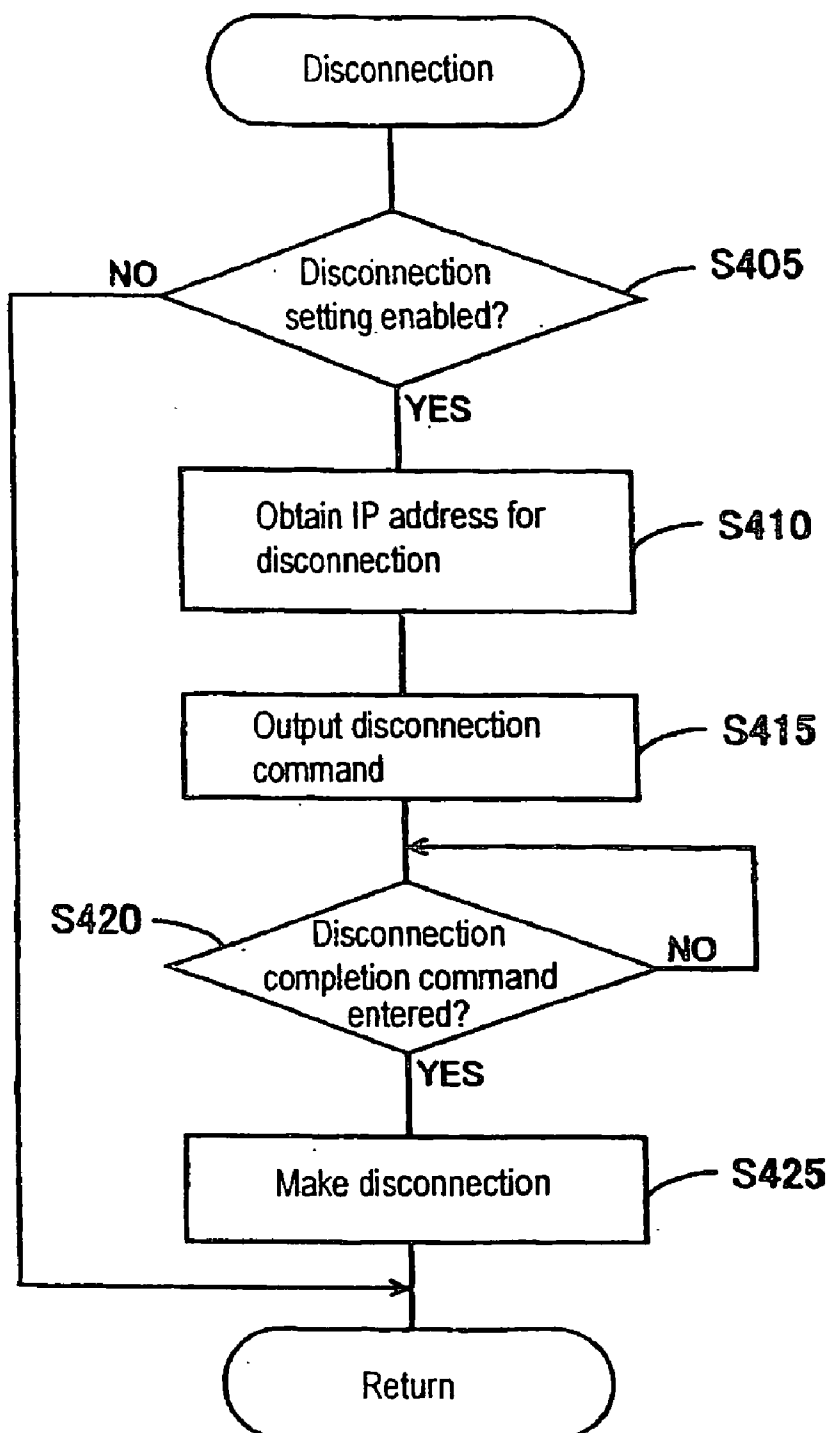 Disconnection
NO
Disconnection
setting enabled?
S405
YES
Obtain IP address for
disconnection
S410
Output disconnection
command
S415
S420
Disconnection
completion command
entered?
NO
YES
Make disconnection
S425
Return